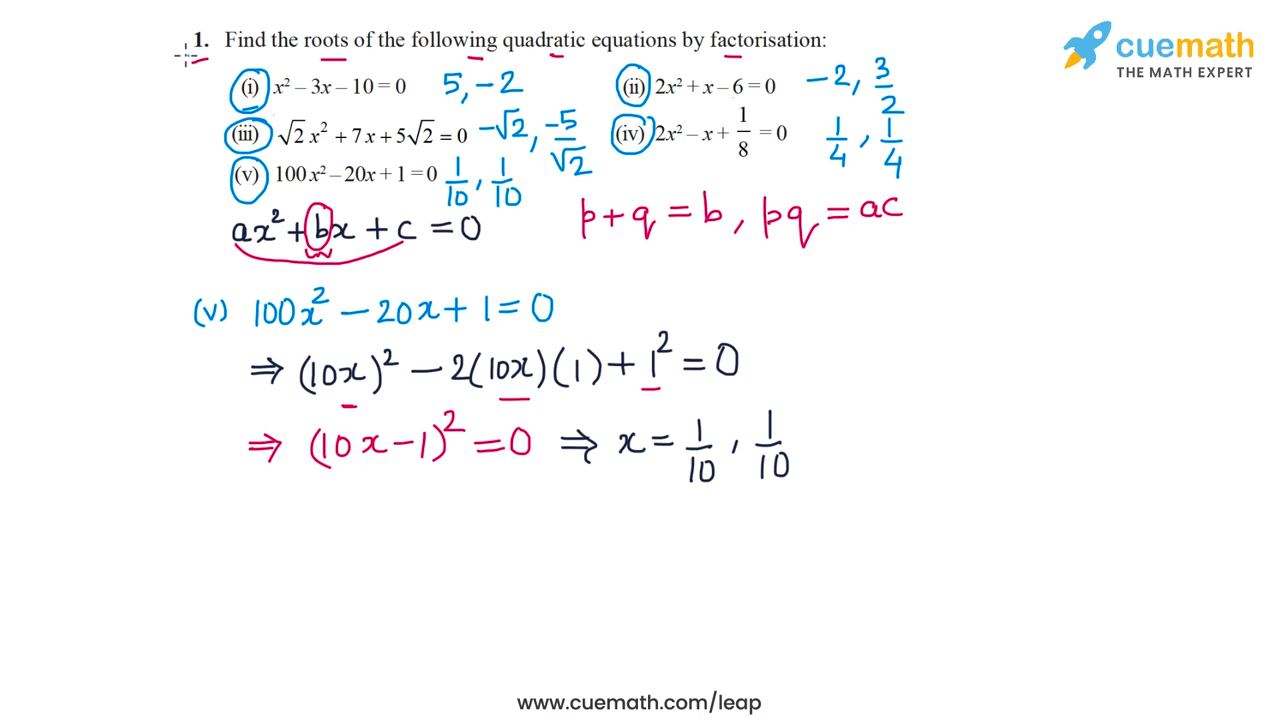 1. Find the roots of the following quadratic equations by factorisation:
cuemath
THE MATH EXPERT
(i) x² – 3x – 10 = 0 5, -2 (ii) 2x² + x – 6 = 0 -2, 3/2
(iii) √2 x² + 7x + 5√2 = 0 -√2, -5/√2 (iv) 2x² – x + 1/8 = 0 1/4, 1/4
(v) 100x² – 20x + 1 = 0 1/10, 1/10
ax² + bx + c = 0 p + q = b, pq = ac
(v) 100x² - 20x + 1 = 0
⇒ (10x)² - 2(10x)(1) + 1² = 0
⇒ (10x - 1)² = 0 ⇒ x = 1/10, 1/10
www.cuemath.com/leap